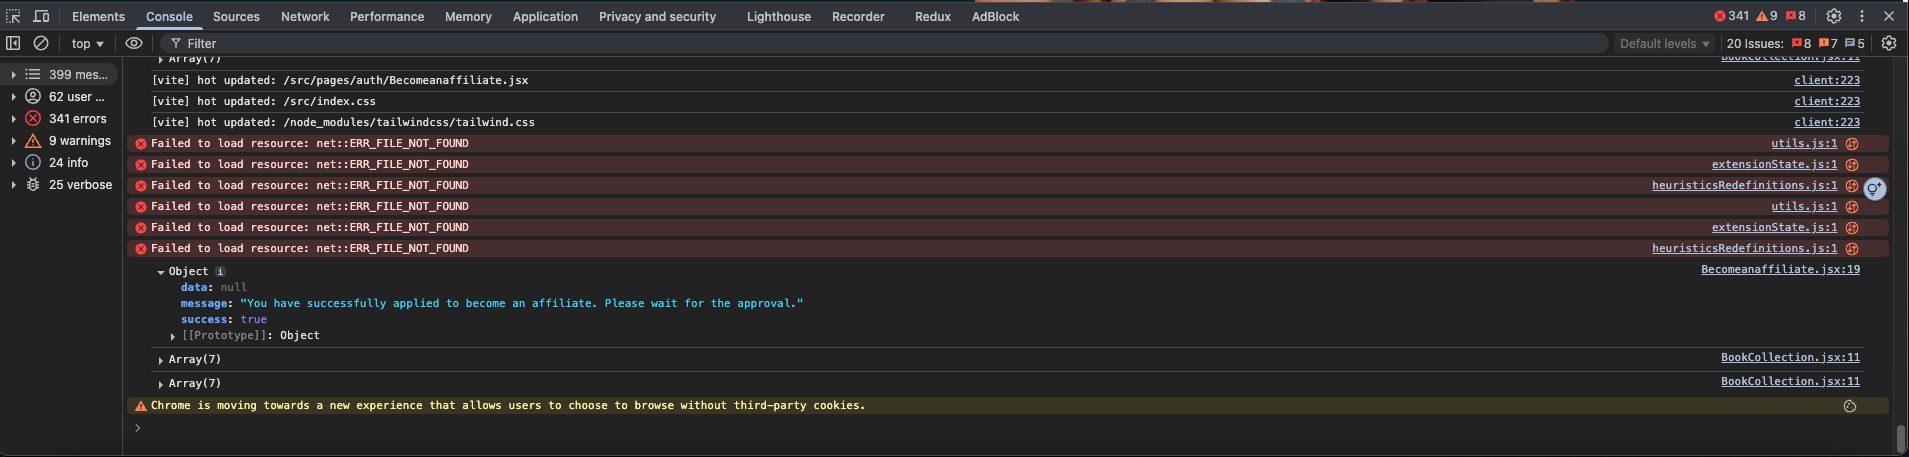 Elements Console Sources Network Performance Memory Application Privacy and security Lighthouse Recorder Redux AdBlock 341 9 8
top Filter Default levels 20 Issues: 8 7 5
399 mes...
62 user ...
341 errors
9 warnings
24 info
25 verbose
Array(7) BookCollection.jsx:11
[vite] hot updated: /src/pages/auth/Becomeanaffiliate.jsx client:223
[vite] hot updated: /src/index.css client:223
[vite] hot updated: /node_modules/tailwindcss/tailwind.css client:223
Failed to load resource: net::ERR_FILE_NOT_FOUND utils.js:1
Failed to load resource: net::ERR_FILE_NOT_FOUND extensionState.js:1
Failed to load resource: net::ERR_FILE_NOT_FOUND heuristicsRedefinitions.js:1
Failed to load resource: net::ERR_FILE_NOT_FOUND utils.js:1
Failed to load resource: net::ERR_FILE_NOT_FOUND extensionState.js:1
Failed to load resource: net::ERR_FILE_NOT_FOUND heuristicsRedefinitions.js:1
Object i Becomeanaffiliate.jsx:19
data: null
message: "You have successfully applied to become an affiliate. Please wait for the approval."
success: true
[[Prototype]]: Object
Array(7) BookCollection.jsx:11
Array(7) BookCollection.jsx:11
Chrome is moving towards a new experience that allows users to choose to browse without third-party cookies.